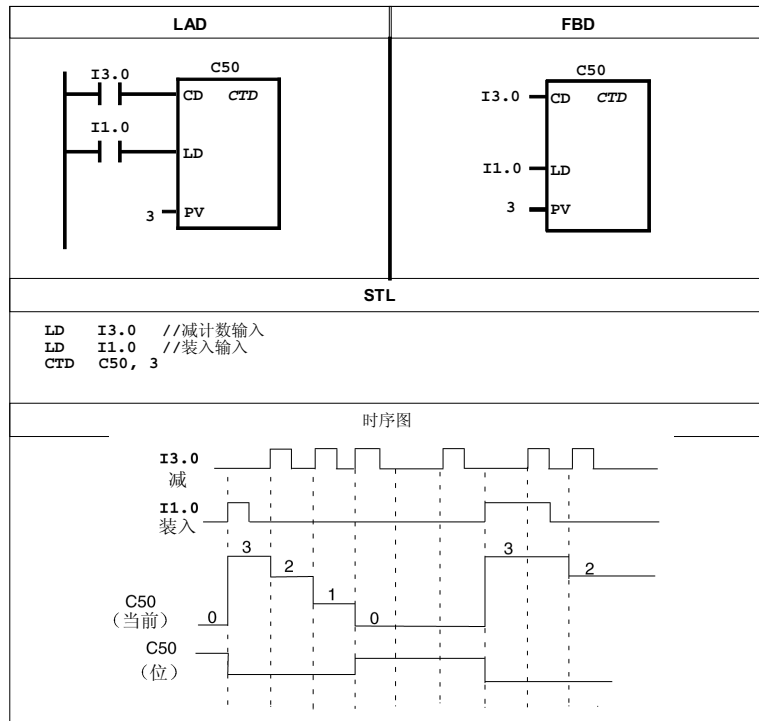 LAD FBD
C50 C50
I3.0 CD CTD I3.0 CD CTD
I1.0 LD I1.0 LD
3 PV 3 PV
STL
LD I3.0 //减计数输入
LD I1.0 //装入输入
CTD C50, 3
时序图
I3.0
减
I1.0
装入
3 3
2 2
1
C50
（当前） 0 0
C50
（位）